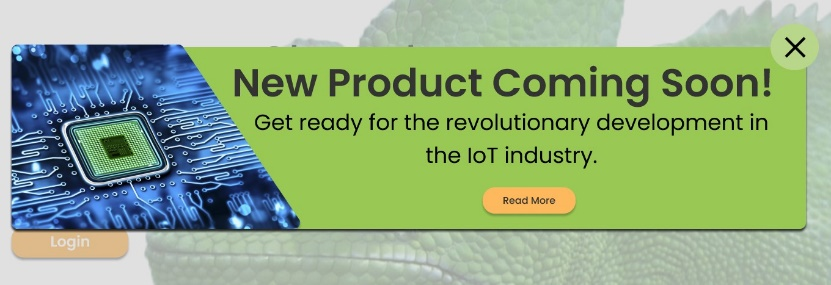 New Product Coming Soon!
Get ready for the revolutionary development in
the IoT industry.
Read More
Login